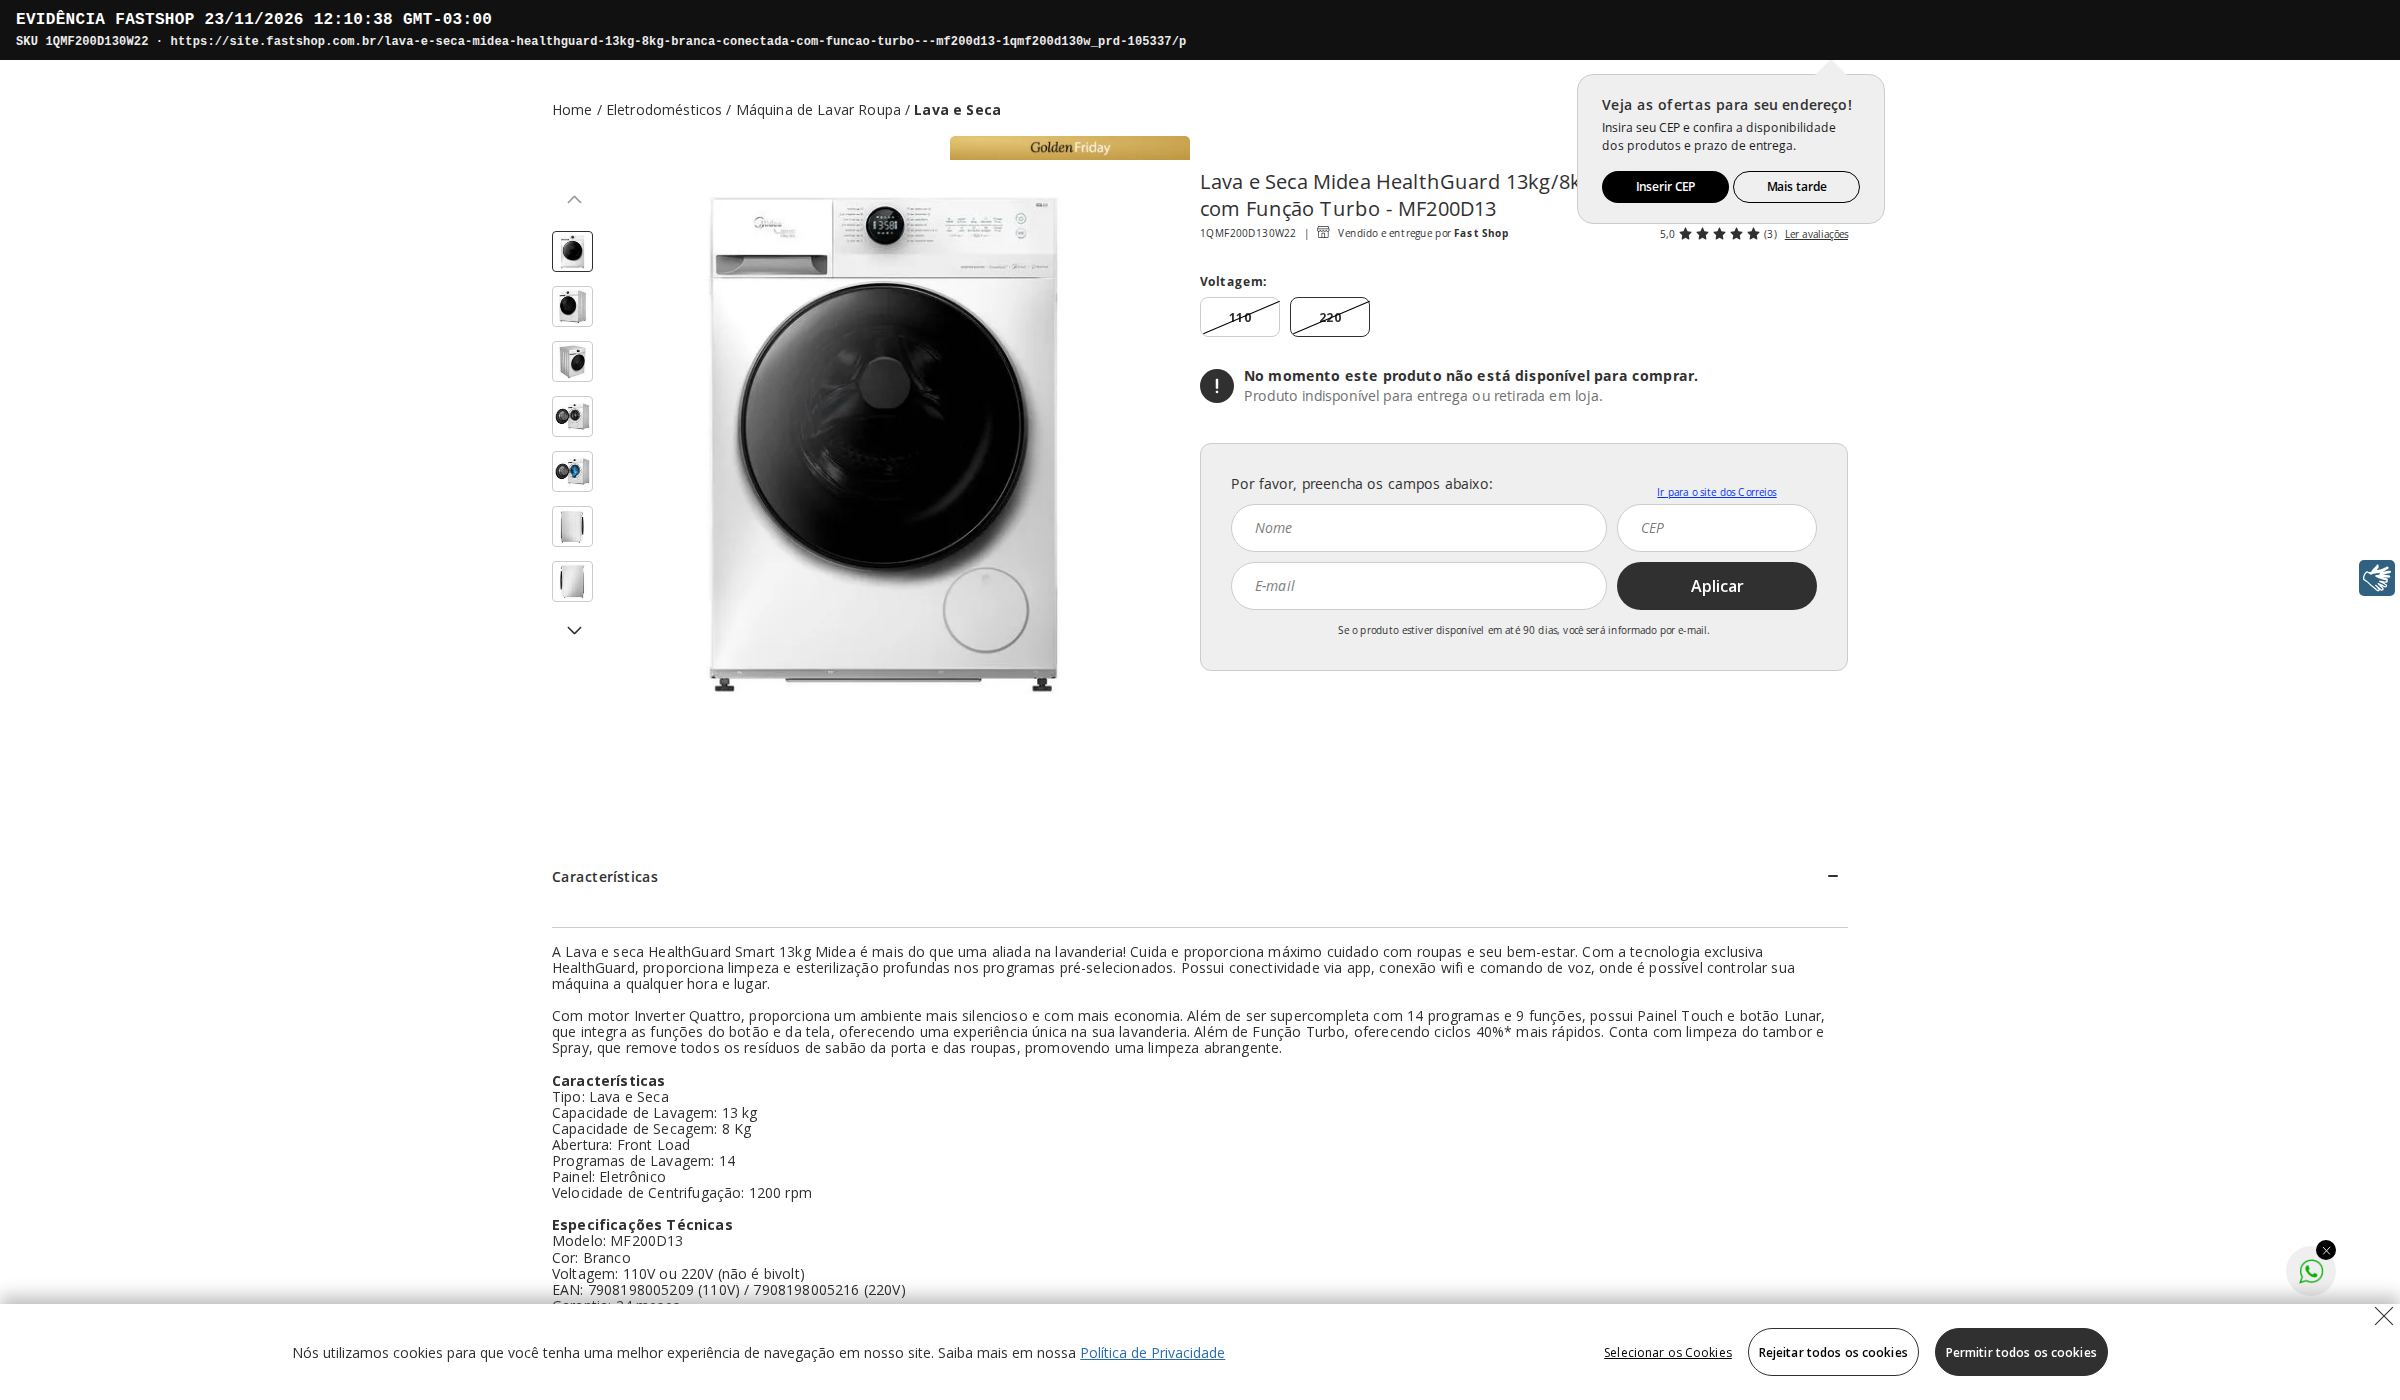 EVIDÊNCIA FASTSHOP 23/11/2026 12:10:38 GMT-03:00
SKU 1QMF200D130W22 · https://site.fastshop.com.br/lava-e-seca-midea-healthguard-13kg-8kg-branca-conectada-com-funcao-turbo---mf200d13-1qmf200d130w_prd-105337/p
Home / Eletrodomésticos / Máquina de Lavar Roupa / Lava e Seca
Veja as ofertas para seu endereço!
Insira seu CEP e confira a disponibilidade
dos produtos e prazo de entrega.
Inserir CEP
Mais tarde
Golden Friday
Lava e Seca Midea HealthGuard 13kg/8k
com Função Turbo - MF200D13
1QMF200D130W22 | Vendido e entregue por Fast Shop
5,0 (3) Ler avaliações
Voltagem:
110
220
No momento este produto não está disponível para comprar.
Produto indisponível para entrega ou retirada em loja.
Por favor, preencha os campos abaixo:
Ir para o site dos Correios
Nome
CEP
E-mail
Aplicar
Se o produto estiver disponível em até 90 dias, você será informado por e-mail.
Midea
Características
A Lava e seca HealthGuard Smart 13kg Midea é mais do que uma aliada na lavanderia! Cuida e proporciona máximo cuidado com roupas e seu bem-estar. Com a tecnologia exclusiva
HealthGuard, proporciona limpeza e esterilização profundas nos programas pré-selecionados. Possui conectividade via app, conexão wifi e comando de voz, onde é possível controlar sua
máquina a qualquer hora e lugar.
Com motor Inverter Quattro, proporciona um ambiente mais silencioso e com mais economia. Além de ser supercompleta com 14 programas e 9 funções, possui Painel Touch e botão Lunar,
que integra as funções do botão e da tela, oferecendo uma experiência única na sua lavanderia. Além de Função Turbo, oferecendo ciclos 40%* mais rápidos. Conta com limpeza do tambor e
Spray, que remove todos os resíduos de sabão da porta e das roupas, promovendo uma limpeza abrangente.
Características
Tipo: Lava e Seca
Capacidade de Lavagem: 13 kg
Capacidade de Secagem: 8 Kg
Abertura: Front Load
Programas de Lavagem: 14
Painel: Eletrônico
Velocidade de Centrifugação: 1200 rpm
Especificações Técnicas
Modelo: MF200D13
Cor: Branco
Voltagem: 110V ou 220V (não é bivolt)
EAN: 7908198005209 (110V) / 7908198005216 (220V)
Nós utilizamos cookies para que você tenha uma melhor experiência de navegação em nosso site. Saiba mais em nossa Política de Privacidade
Selecionar os Cookies
Rejeitar todos os cookies
Permitir todos os cookies